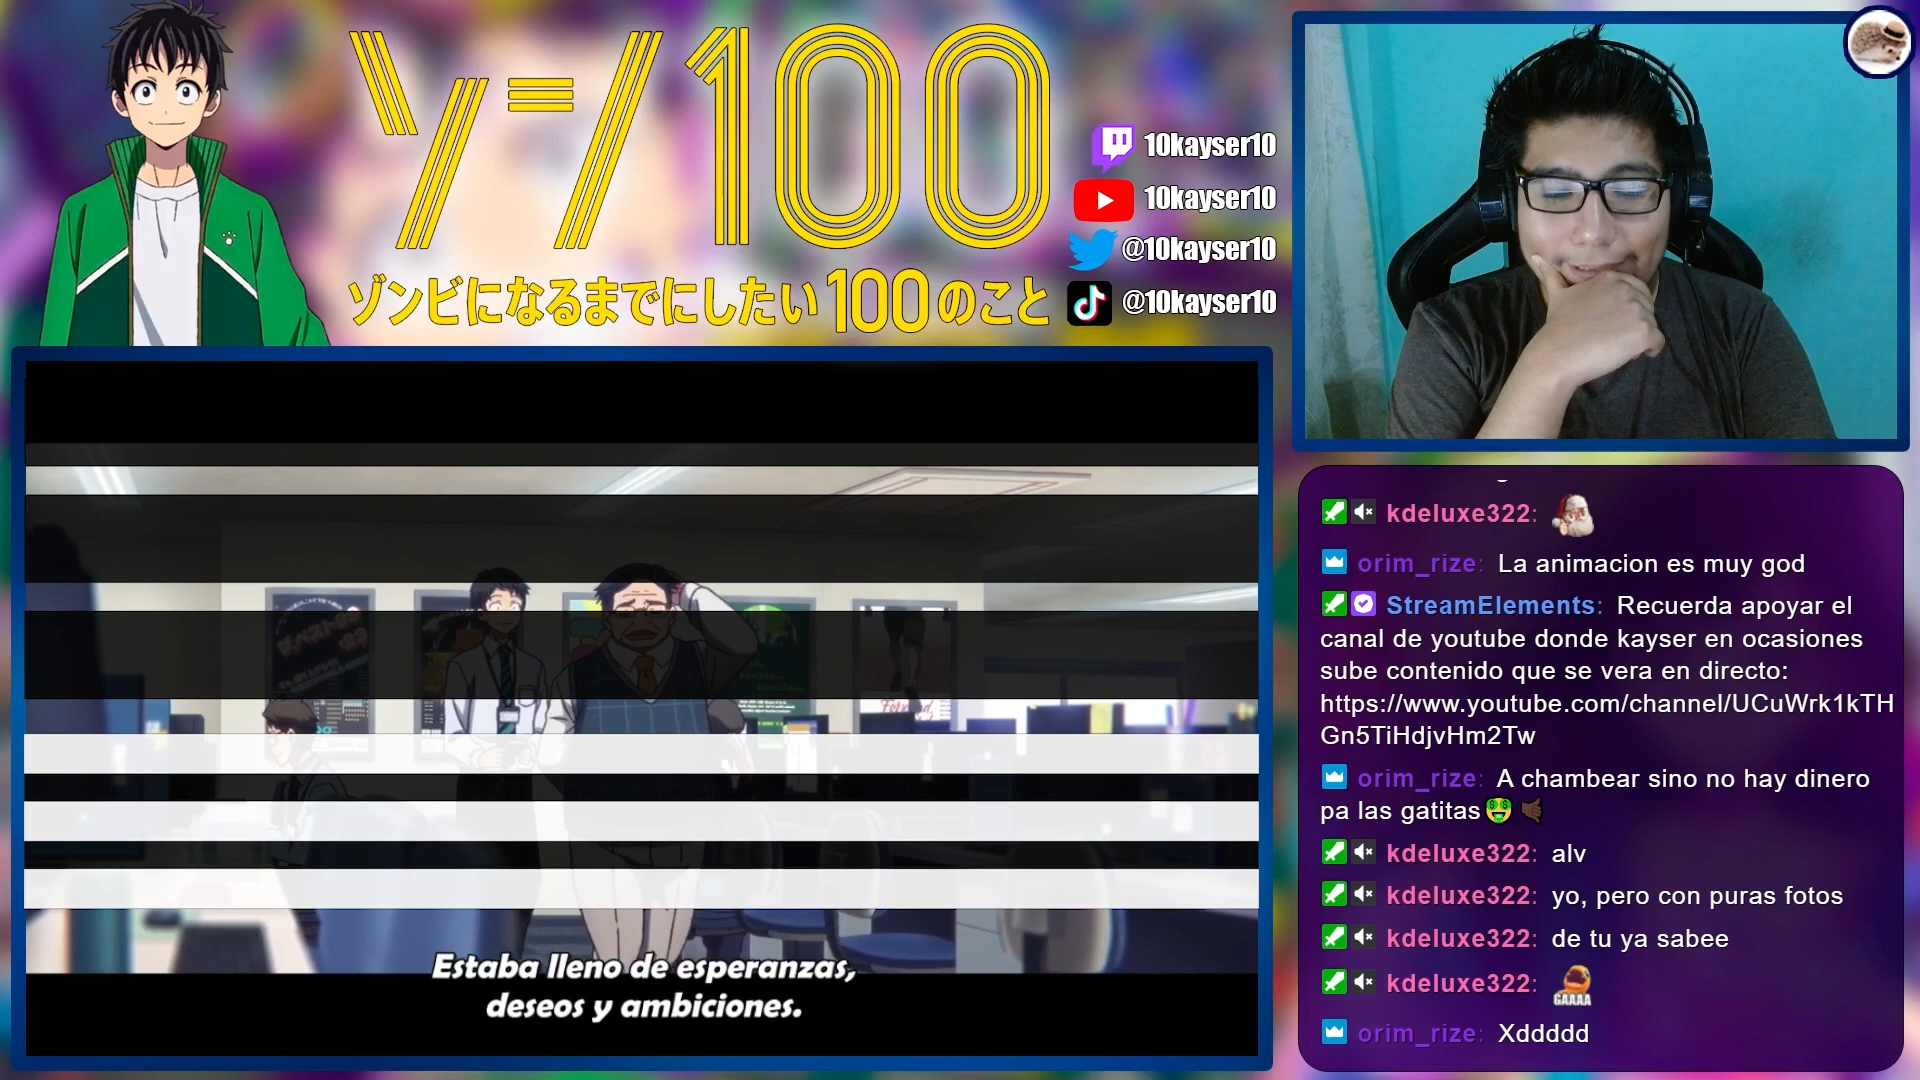 ゾ/100
ゾンビになるまでにしたい100のこと
10kayser10
10kayser10
@10kayser10
@10kayser10
Estaba lleno de esperanzas,
deseos y ambiciones.
kdeluxe322:
orim_rize: La animacion es muy god
StreamElements: Recuerda apoyar el
canal de youtube donde kayser en ocasiones
sube contenido que se vera en directo:
https://www.youtube.com/channel/UCuWrk1kTH
Gn5TiHdjvHm2Tw
orim_rize: A chambear sino no hay dinero
pa las gatitas🤑🤙🏿
kdeluxe322: alv
kdeluxe322: yo, pero con puras fotos
kdeluxe322: de tu ya sabee
kdeluxe322:
GAAAA
orim_rize: Xddddd